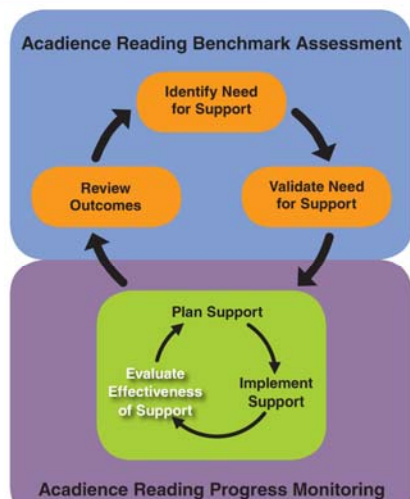 Acadience Reading Benchmark Assessment
Identify Need
for Support
Review
Outcomes
Validate Need
for Support
Plan Support
Evaluate
Effectiveness
of Support
Implement
Support
Acadience Reading Progress Monitoring